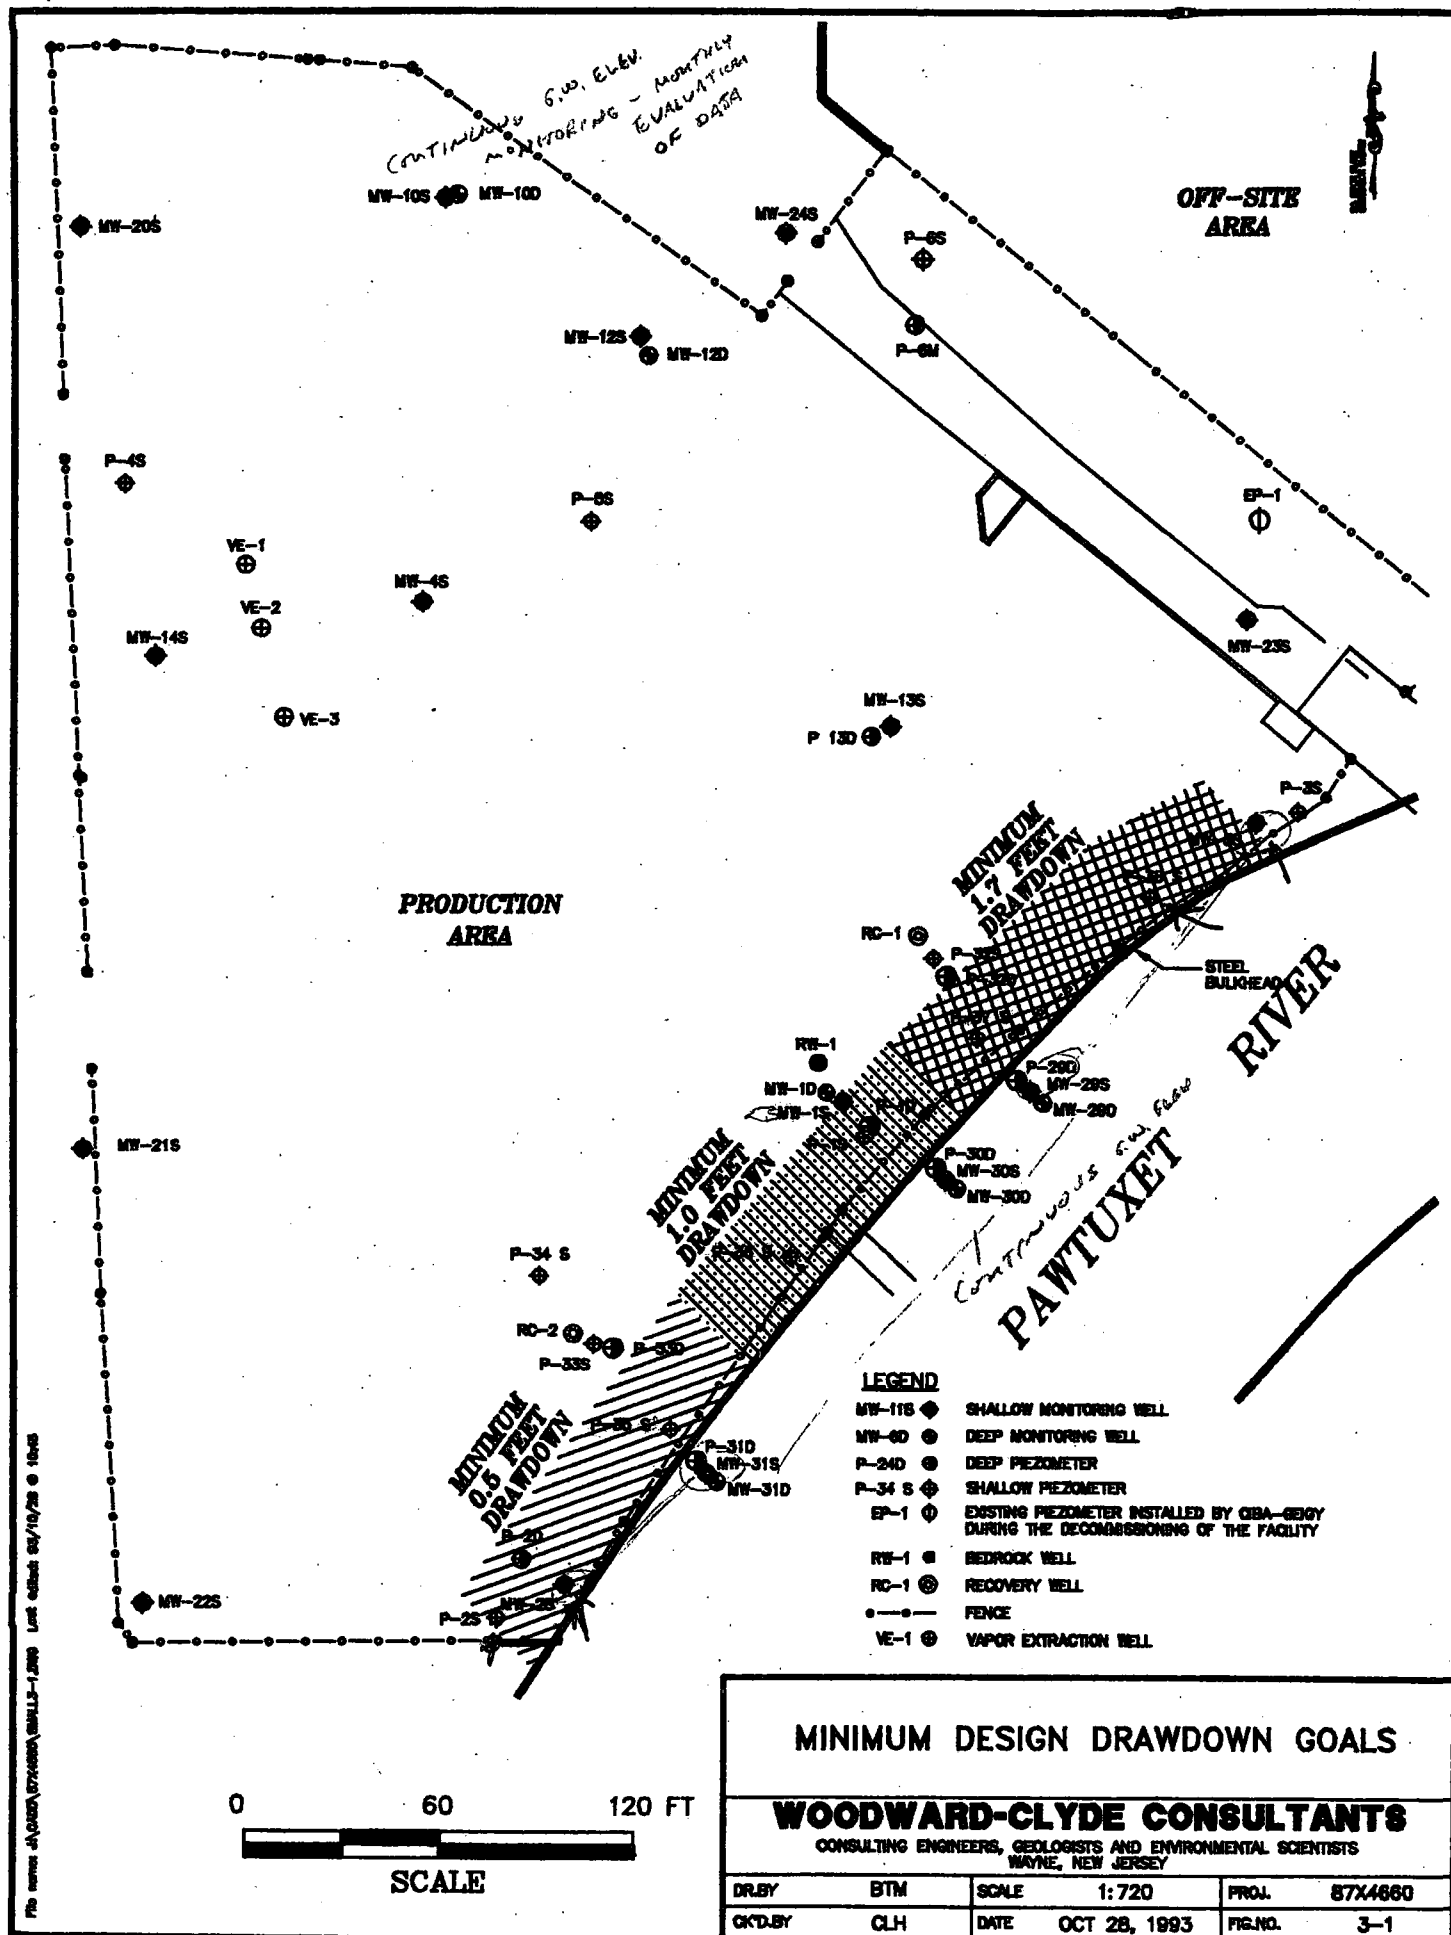 CONTINUOUS G.W. ELEV.
MONITORING - MONTHLY
EVALUATION
OF DATA
OFF-SITE
AREA
MW-10S MW-10D
MW-20S
MW-24S
P-6S
MW-12S
MW-12D
P-6M
P-4S
P-8S
EP-1
VE-1
MW-4S
VE-2
MW-14S
MW-23S
VE-3
MW-13S
P 13D
P-3S
MINIMUM
1.7 FEET
DRAWDOWN
PRODUCTION
AREA
RC-1
STEEL
BULKHEAD
RIVER
RW-1
P-29D
MW-1D
MW-29S
MW-1S
MW-29D
P-1D
MW-21S
MINIMUM
1.0 FEET
DRAWDOWN
P-30D
MW-30S
MW-30D
CONTINUOUS G.W. ELEV
PAWTUXET
P-34 S
RC-2
P-33S
P-33D
MINIMUM
0.5 FEET
DRAWDOWN
P-31D
MW-31S
MW-31D
P-2D
MW-22S
P-2S
MW-2S
LEGEND
MW-11S SHALLOW MONITORING WELL
MW-6D DEEP MONITORING WELL
P-24D DEEP PIEZOMETER
P-34 S SHALLOW PIEZOMETER
EP-1 EXISTING PIEZOMETER INSTALLED BY CIBA-GEIGY
DURING THE DECOMMISSIONING OF THE FACILITY
RW-1 BEDROCK WELL
RC-1 RECOVERY WELL
FENCE
VE-1 VAPOR EXTRACTION WELL
0 60 120 FT
SCALE
MINIMUM DESIGN DRAWDOWN GOALS
WOODWARD-CLYDE CONSULTANTS
CONSULTING ENGINEERS, GEOLOGISTS AND ENVIRONMENTAL SCIENTISTS
WAYNE, NEW JERSEY
DR.BY BTM SCALE 1:720 PROJ. 87X4660
CK'D.BY CLH DATE OCT 28, 1993 FIG.NO. 3-1